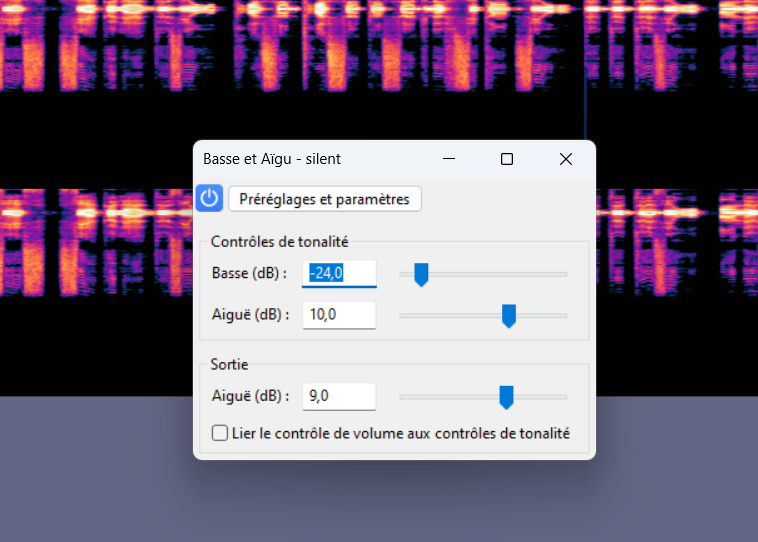 Basse et Aïgu - silent
Préréglages et paramètres
Contrôles de tonalité
Basse (dB) : -24,0
Aiguë (dB) : 10,0
Sortie
Aiguë (dB) : 9,0
Lier le contrôle de volume aux contrôles de tonalité